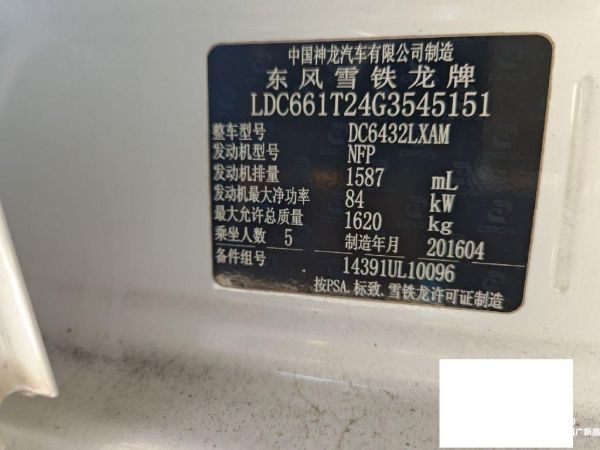 中国神龙汽车有限公司制造
东风雪铁龙牌
LDC661T24G3545151
整车型号 DC6432LXAM
发动机型号 NFP
发动机排量 1587 mL
发动机最大净功率 84 kW
最大允许总质量 1620 kg
乘坐人数 5 制造年月 201604
备件组号 14391UL10096
按PSA.标致.雪铁龙许可证制造
广新路